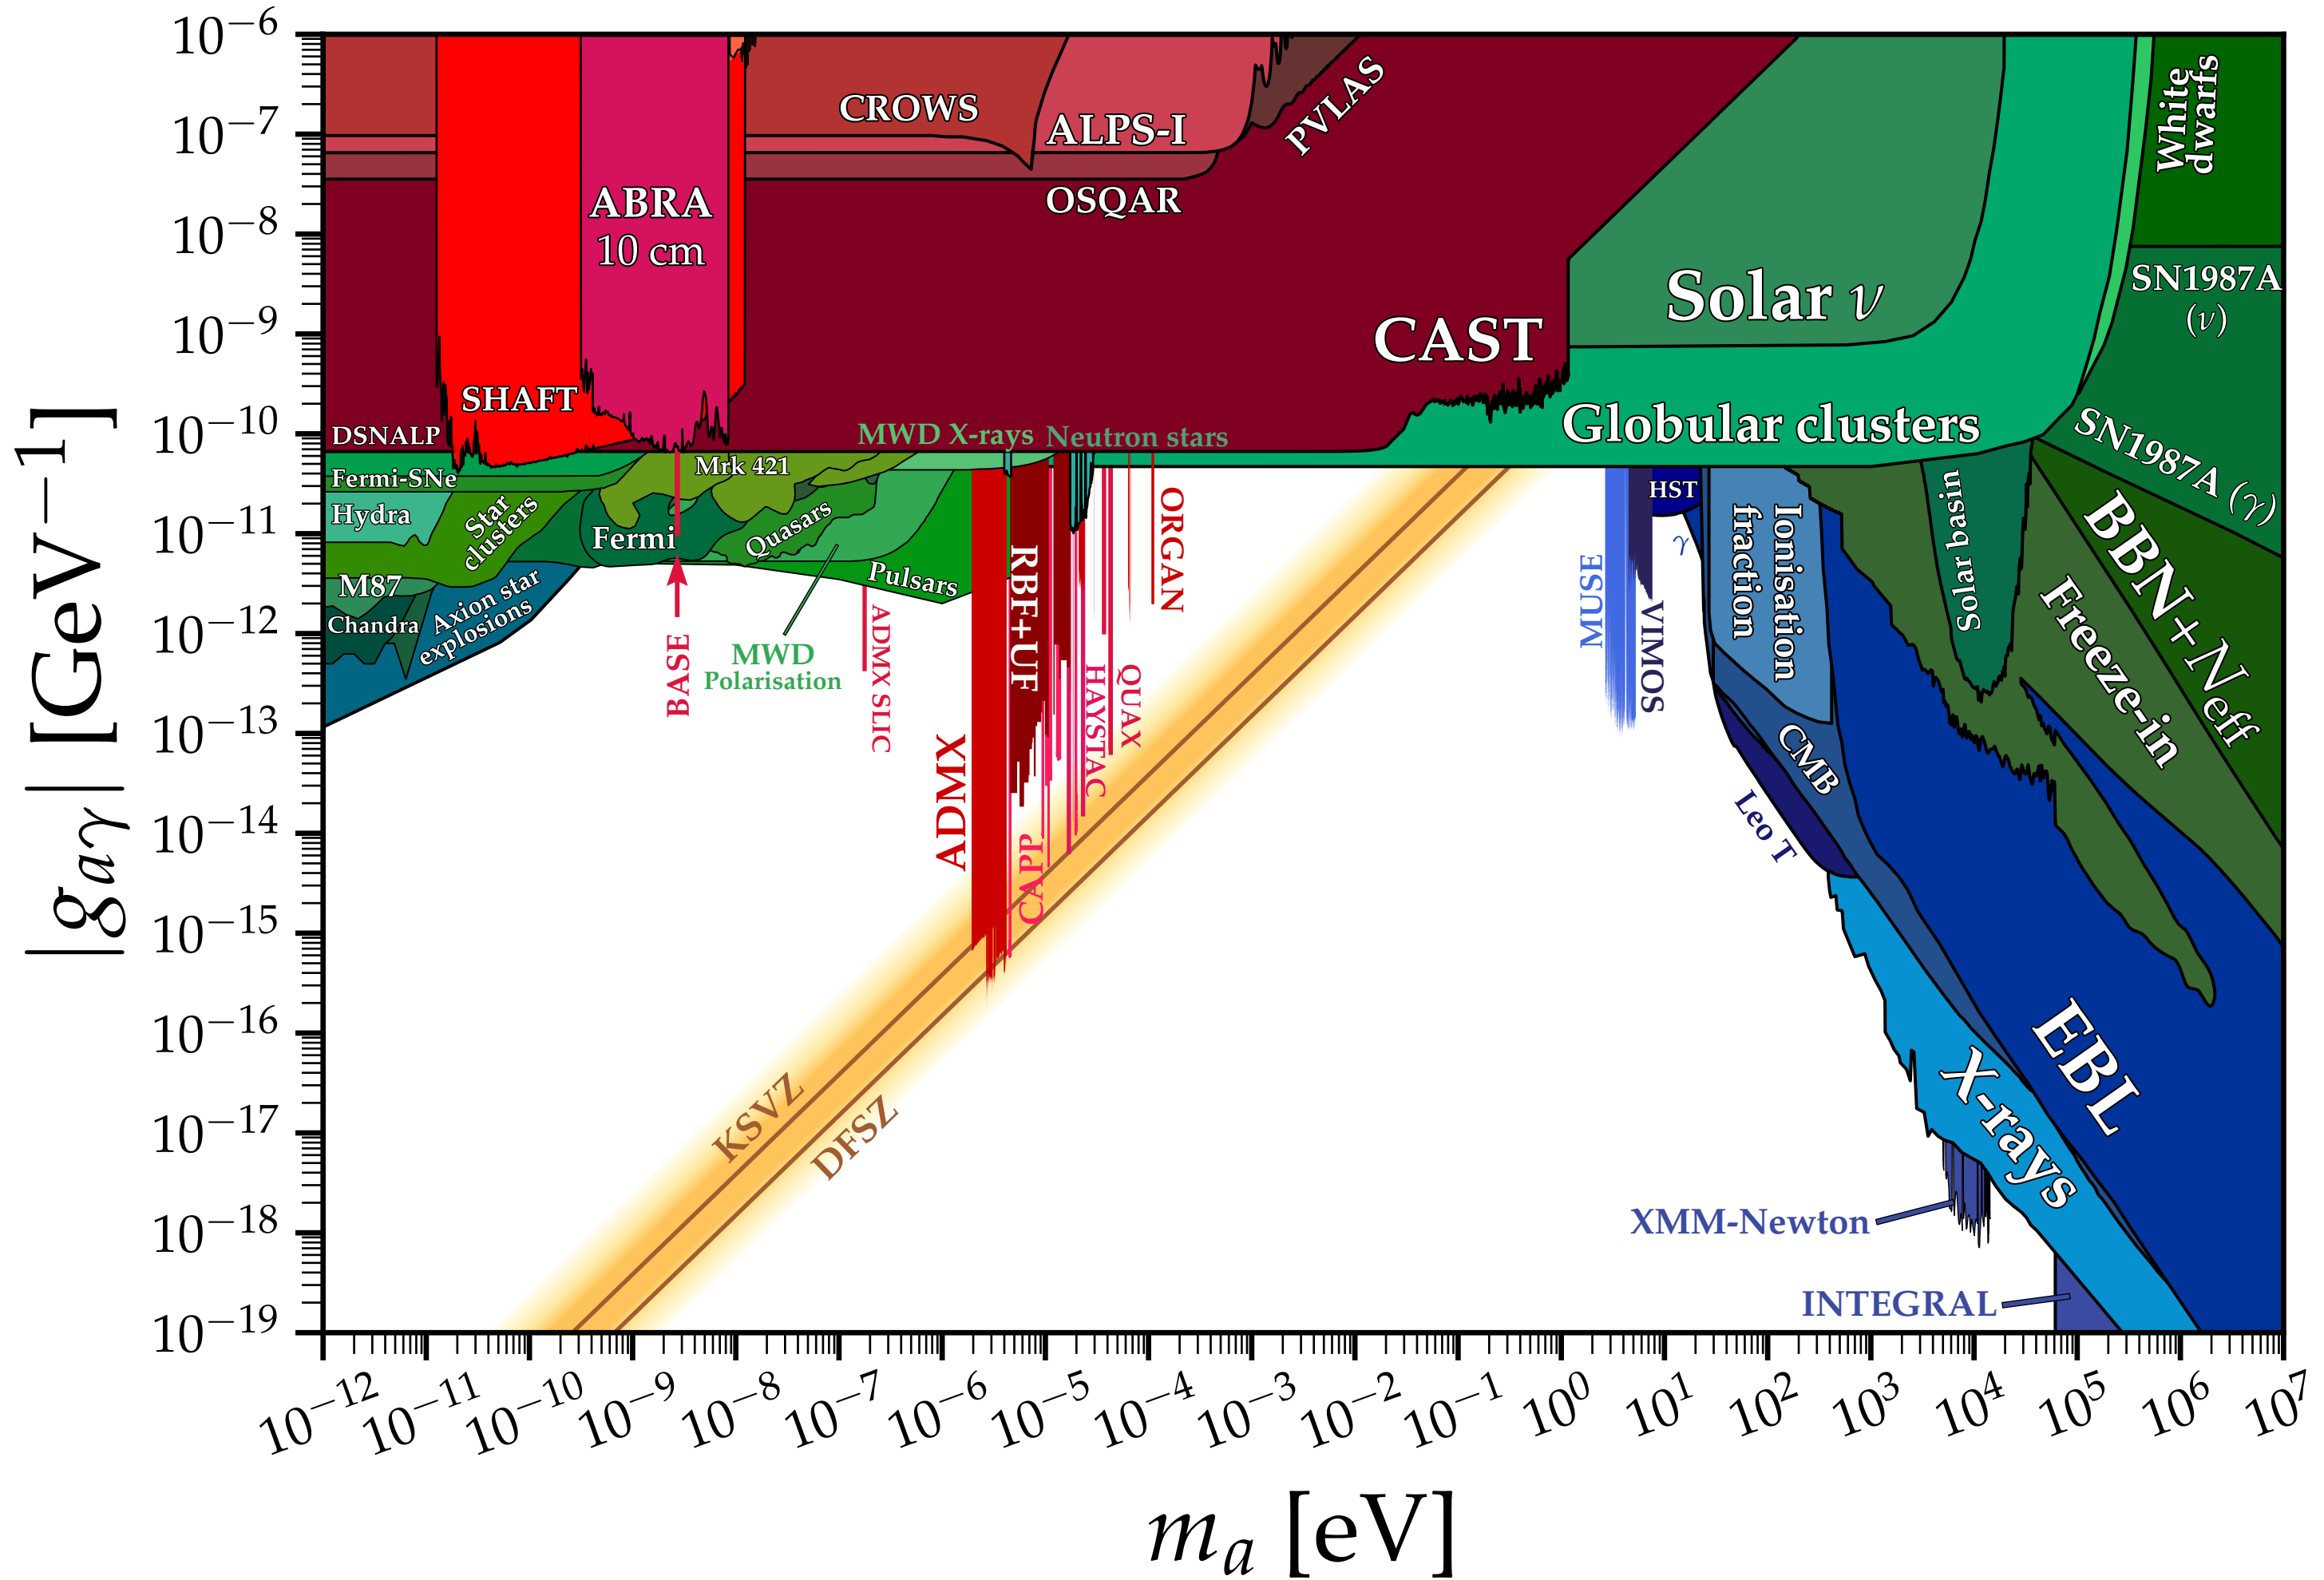 10−6
10−7
10−8
10−9
10−10
10−11
10−12
10−13
10−14
10−15
10−16
10−17
10−18
10−19
|gaγ| [GeV−1]
CROWS
ALPS-I
PVLAS
OSQAR
ABRA
10 cm
SHAFT
CAST
Solar ν
Globular clusters
White
dwarfs
SN1987A
(ν)
SN1987A (γ)
DSNALP
MWD X-rays
Neutron stars
Fermi-SNe
Mrk 421
Hydra
Star
clusters
Fermi
Quasars
Pulsars
M87
Chandra
Axion star
explosions
BASE
MWD
Polarisation
ADMX SLIC
ADMX
RBF+UF
CAPP
HAYSTAC
QUAX
ORGAN
MUSE
VIMOS
HST
γ
Ionisation
fraction
Solar basin
BBN+Neff
Freeze-in
CMB
Leo T
EBL
X-rays
XMM-Newton
INTEGRAL
KSVZ
DFSZ
10−12
10−11
10−10
10−9
10−8
10−7
10−6
10−5
10−4
10−3
10−2
10−1
100
101
102
103
104
105
106
107
ma [eV]